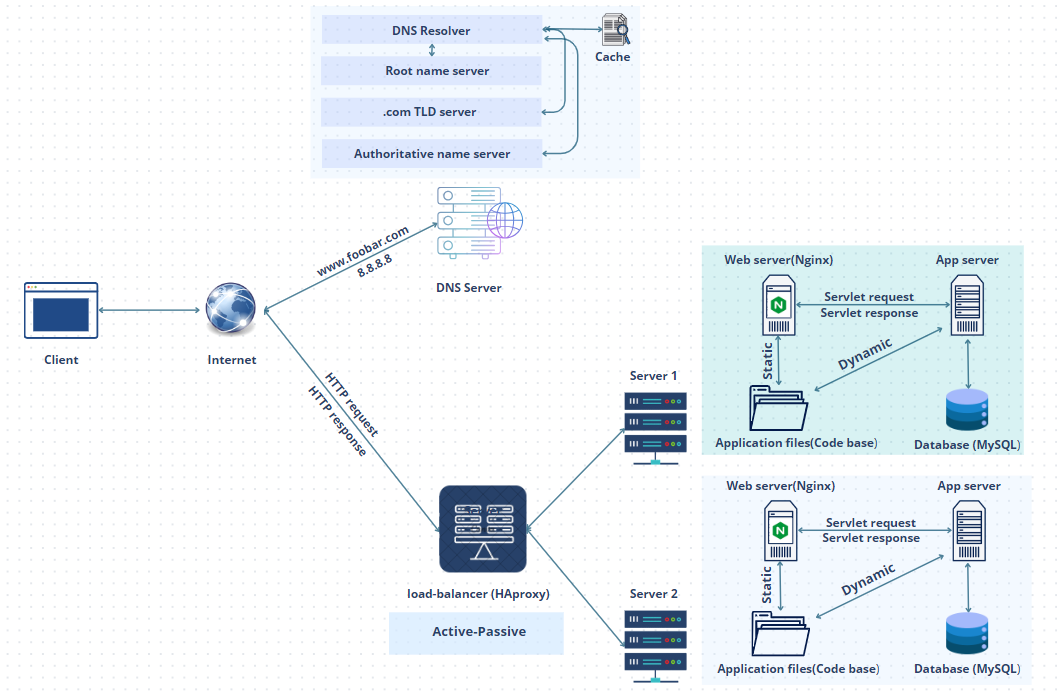 DNS Resolver
Cache
Root name server
.com TLD server
Authoritative name server
www.foobar.com
8.8.8.8
DNS Server
Client
Internet
HTTP request
HTTP response
Server 1
Web server(Nginx)
App server
Servlet request
Servlet response
Static
Dynamic
Application files(Code base)
Database (MySQL)
load-balancer (HAproxy)
Active-Passive
Server 2
Web server(Nginx)
App server
Servlet request
Servlet response
Static
Dynamic
Application files(Code base)
Database (MySQL)